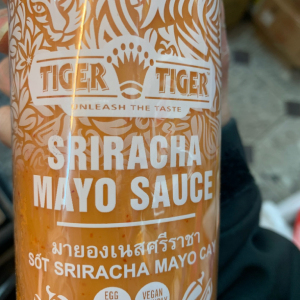 TIGER TIGER
UNLEASH THE TASTE
SRIRACHA
MAYO SAUCE
มายองเนสศรีราชา
SỐT SRIRACHA MAYO CAY
EGG
VEGAN